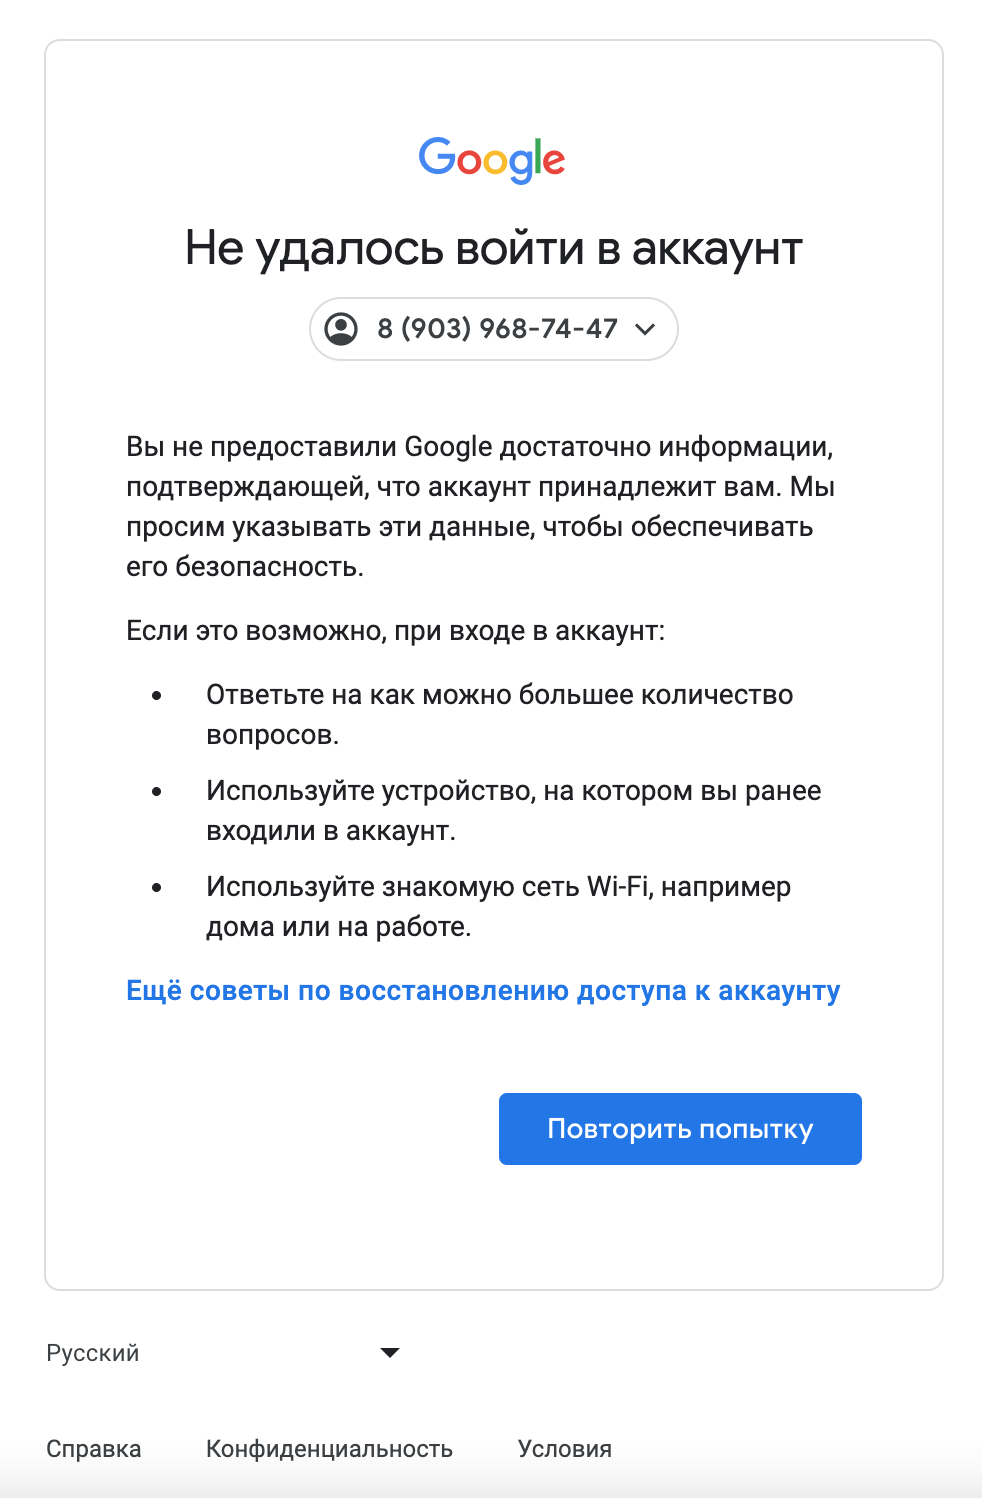 Google
Не удалось войти в аккаунт
8 (903) 968-74-47
Вы не предоставили Google достаточно информации,
подтверждающей, что аккаунт принадлежит вам. Мы
просим указывать эти данные, чтобы обеспечивать
его безопасность.
Если это возможно, при входе в аккаунт:
• Ответьте на как можно большее количество
вопросов.
• Используйте устройство, на котором вы ранее
входили в аккаунт.
• Используйте знакомую сеть Wi-Fi, например
дома или на работе.
Ещё советы по восстановлению доступа к аккаунту
Повторить попытку
Русский
Справка Конфиденциальность Условия